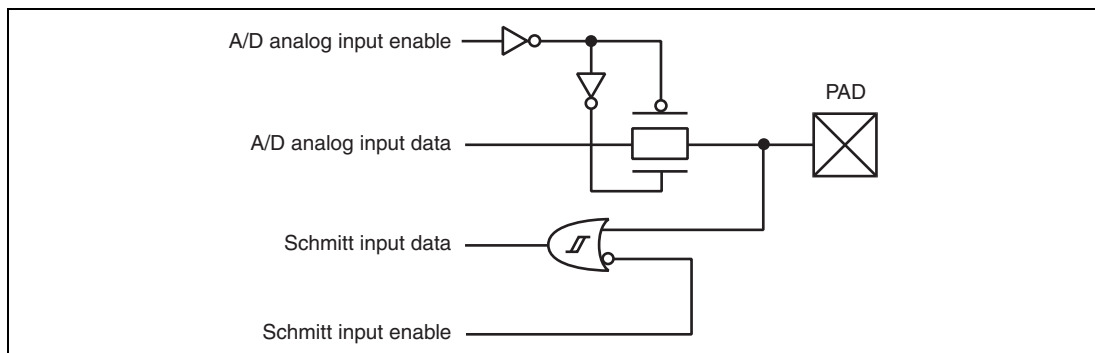 A/D analog input enable
PAD
A/D analog input data
Schmitt input data
Schmitt input enable